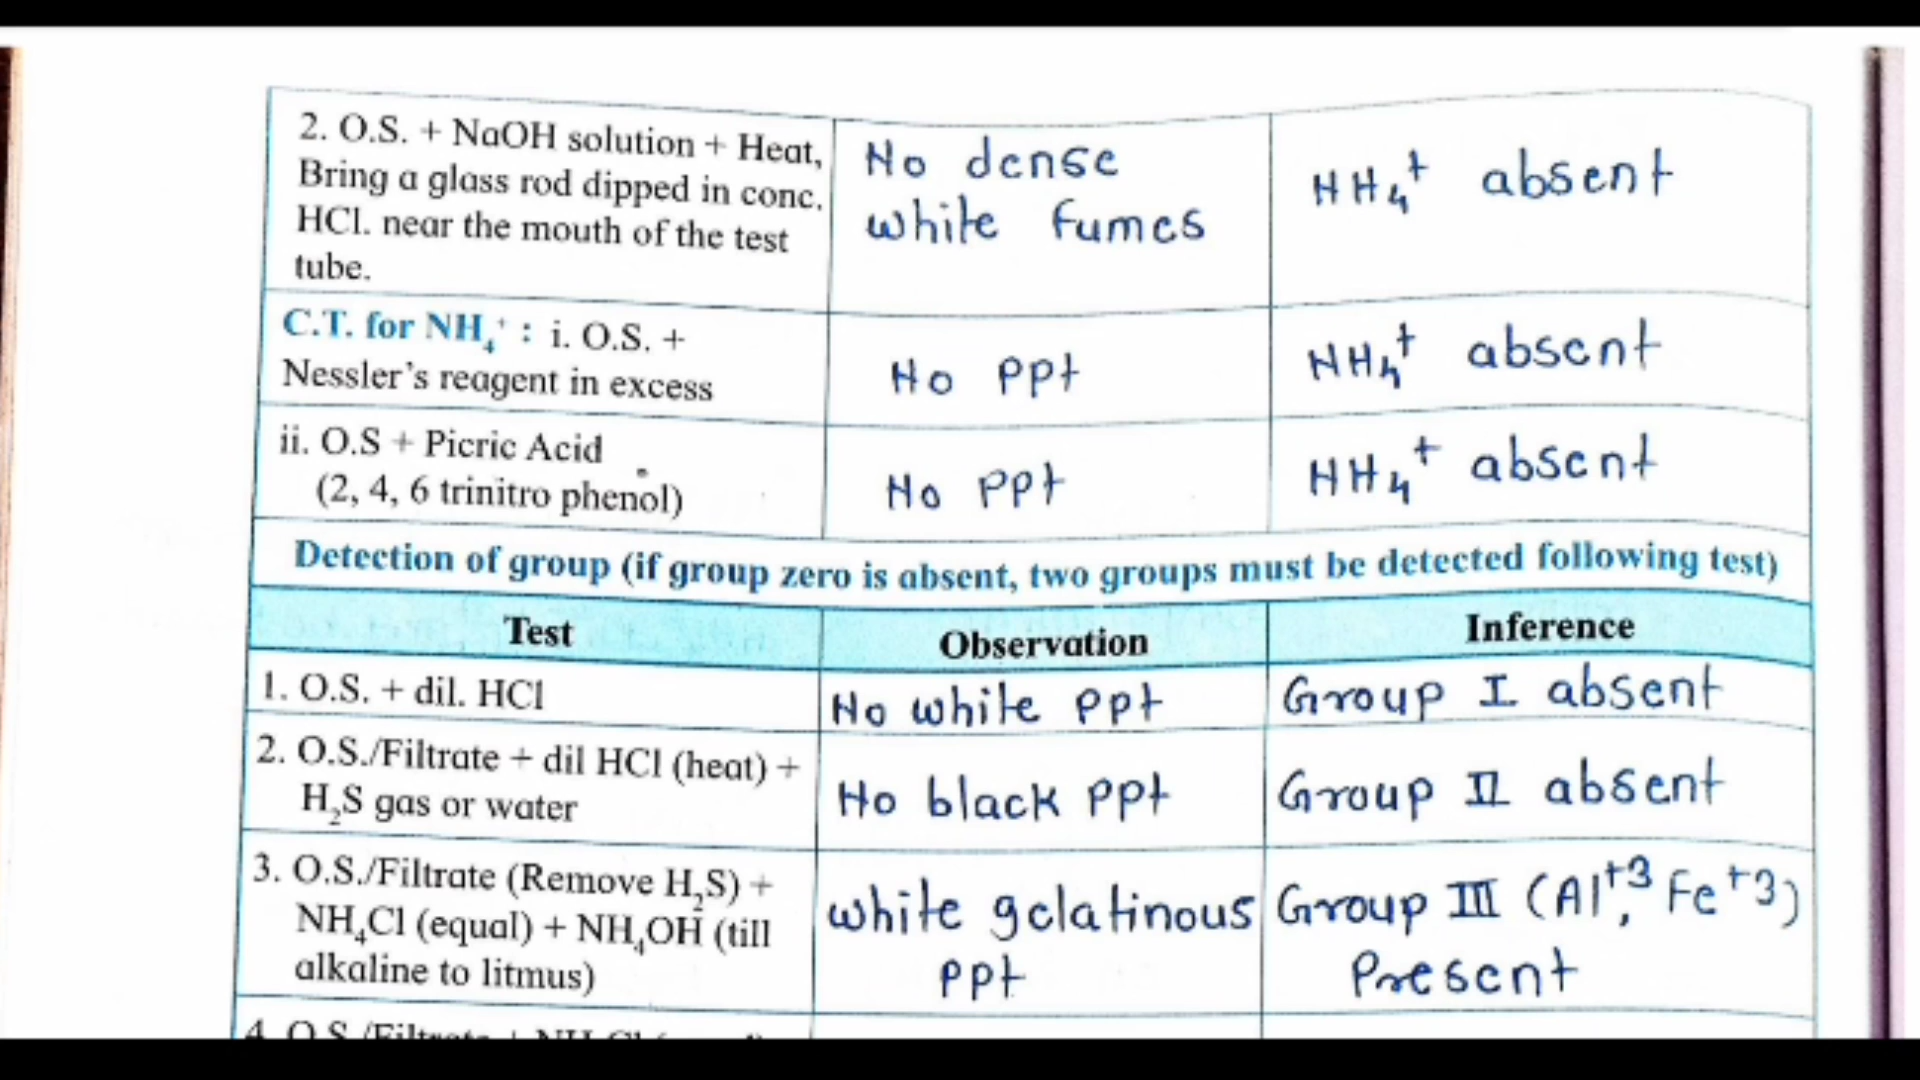 2. O.S. + NaOH solution + Heat,
Bring a glass rod dipped in conc.
HCl. near the mouth of the test
tube.
No dense
white fumes
NH₄⁺ absent
C.T. for NH₄⁺ : i. O.S. +
Nessler's reagent in excess
No ppt
NH₄⁺ absent
ii. O.S + Picric Acid
(2, 4, 6 trinitro phenol)
No ppt
NH₄⁺ absent
Detection of group (if group zero is absent, two groups must be detected following test)
Test Observation Inference
1. O.S. + dil. HCl
No white ppt
Group I absent
2. O.S./Filtrate + dil HCl (heat) +
H₂S gas or water
No black ppt
Group II absent
3. O.S./Filtrate (Remove H₂S) +
NH₄Cl (equal) + NH₄OH (till
alkaline to litmus)
white gelatinous
ppt
Group III (Al⁺³, Fe⁺³)
Present